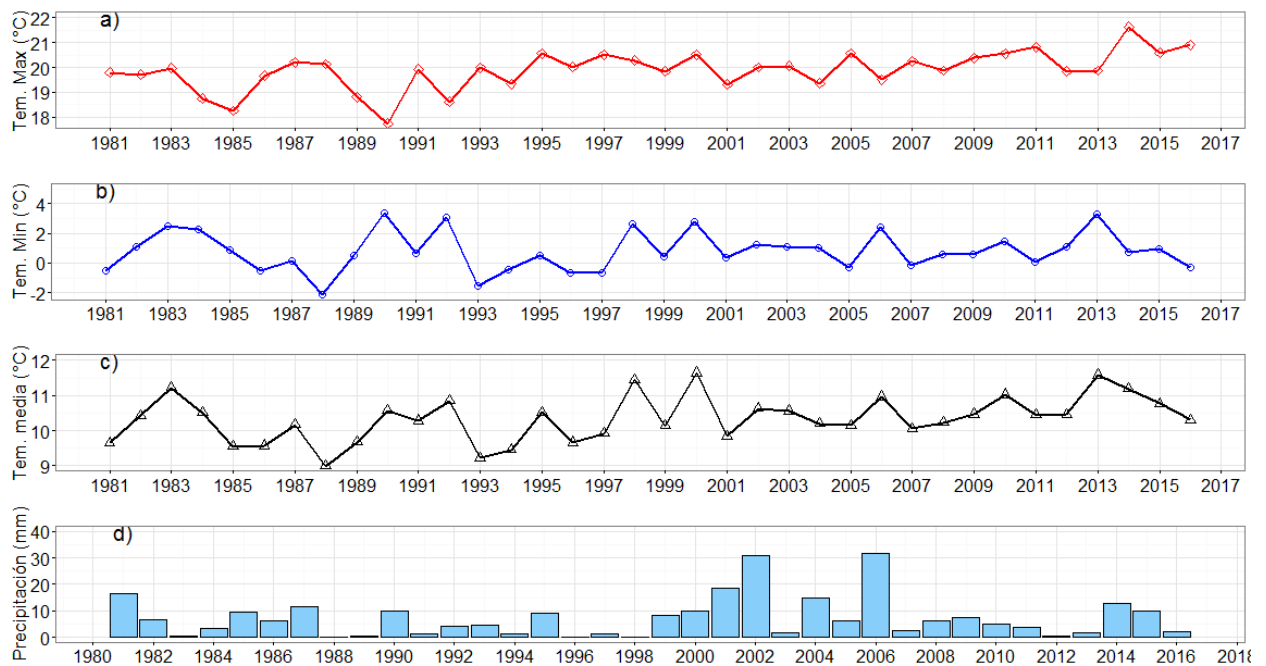 a)
Tem. Max (°C)
22
21
20
19
18
1981 1983 1985 1987 1989 1991 1993 1995 1997 1999 2001 2003 2005 2007 2009 2011 2013 2015 2017
b)
Tem. Min (°C)
4
2
0
-2
1981 1983 1985 1987 1989 1991 1993 1995 1997 1999 2001 2003 2005 2007 2009 2011 2013 2015 2017
c)
Tem. media (°C)
12
11
10
9
1981 1983 1985 1987 1989 1991 1993 1995 1997 1999 2001 2003 2005 2007 2009 2011 2013 2015 2017
d)
Precipitación (mm)
40
30
20
10
0
1980 1982 1984 1986 1988 1990 1992 1994 1996 1998 2000 2002 2004 2006 2008 2010 2012 2014 2016 2018